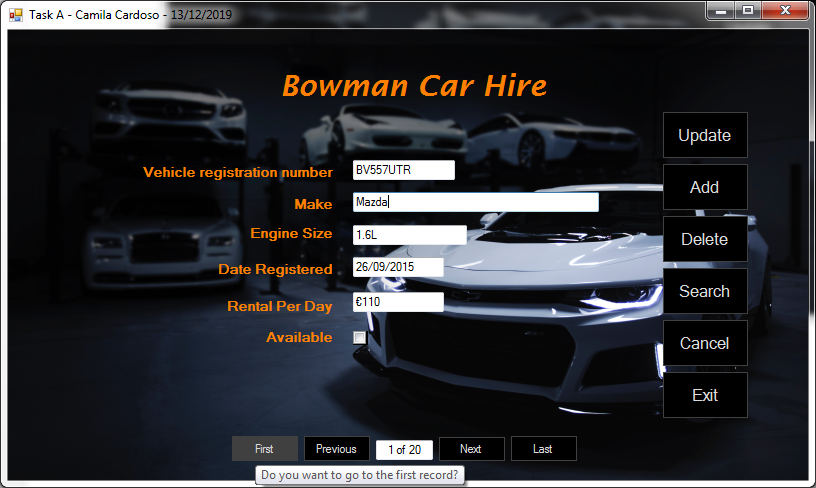 Task A - Camila Cardoso - 13/12/2019
Bowman Car Hire
Vehicle registration number BV557UTR
Make Mazda
Engine Size 1.6L
Date Registered 26/09/2015
Rental Per Day €110
Available
Update
Add
Delete
Search
Cancel
Exit
First Previous 1 of 20 Next Last
Do you want to go to the first record?